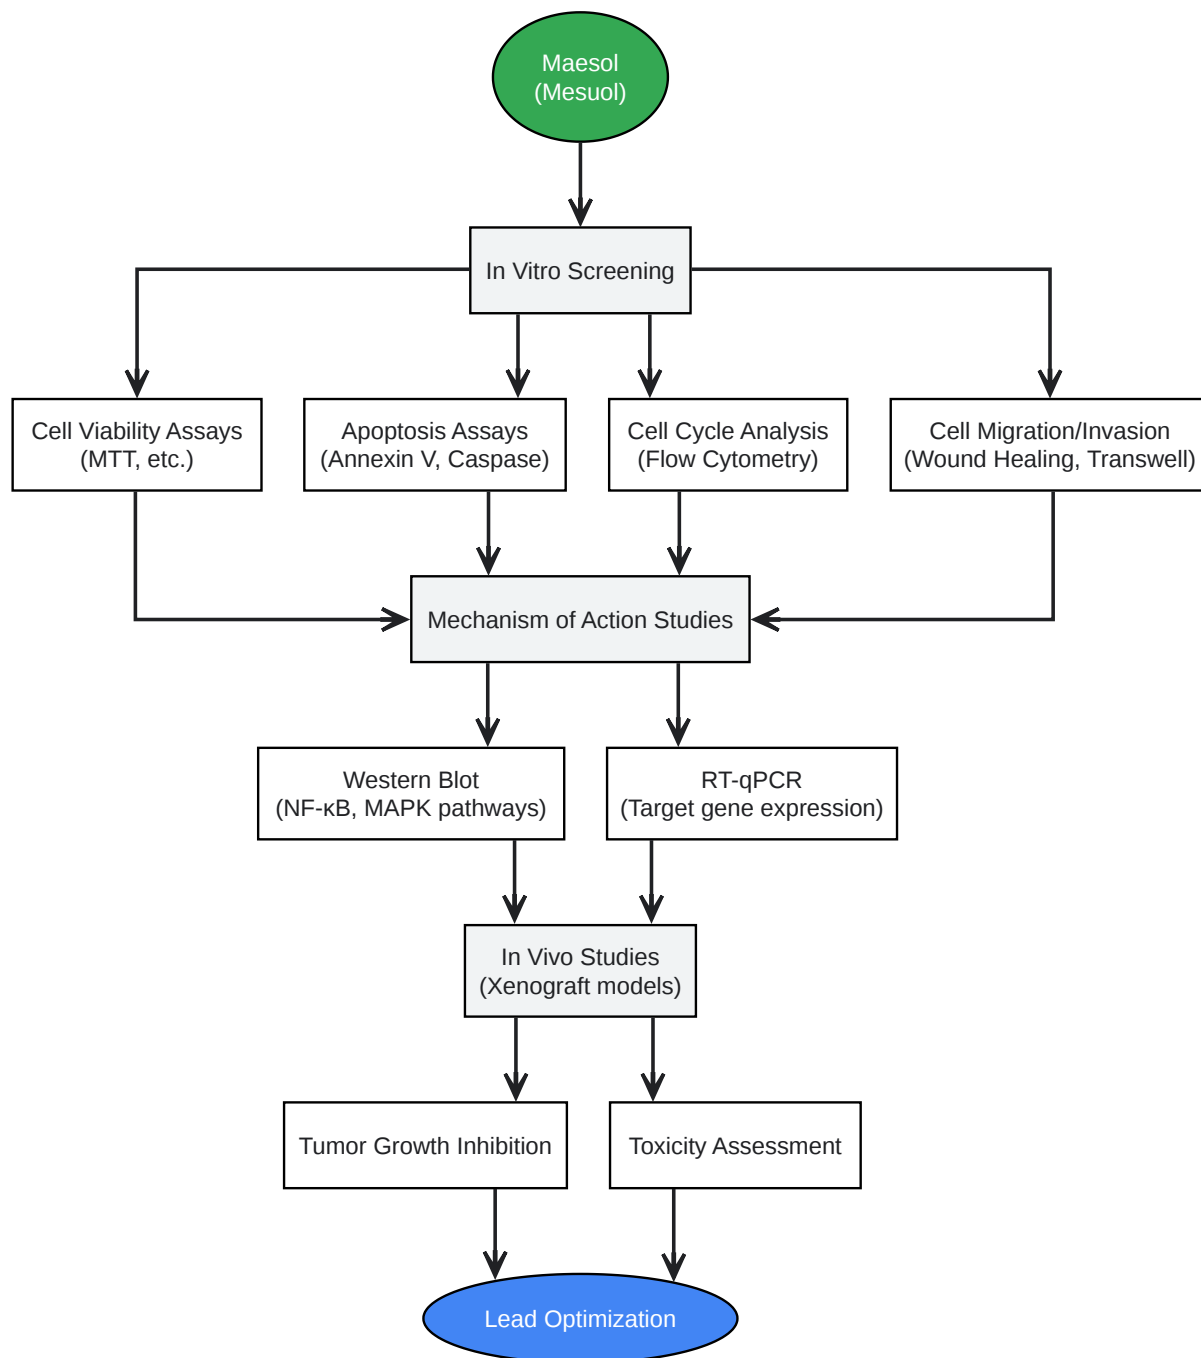 Maesol
(Mesuol)
In Vitro Screening
Cell Viability Assays
(MTT, etc.)
Apoptosis Assays
(Annexin V, Caspase)
Cell Cycle Analysis
(Flow Cytometry)
Cell Migration/Invasion
(Wound Healing, Transwell)
Mechanism of Action Studies
Western Blot
(NF-κB, MAPK pathways)
RT-qPCR
(Target gene expression)
In Vivo Studies
(Xenograft models)
Tumor Growth Inhibition
Toxicity Assessment
Lead Optimization